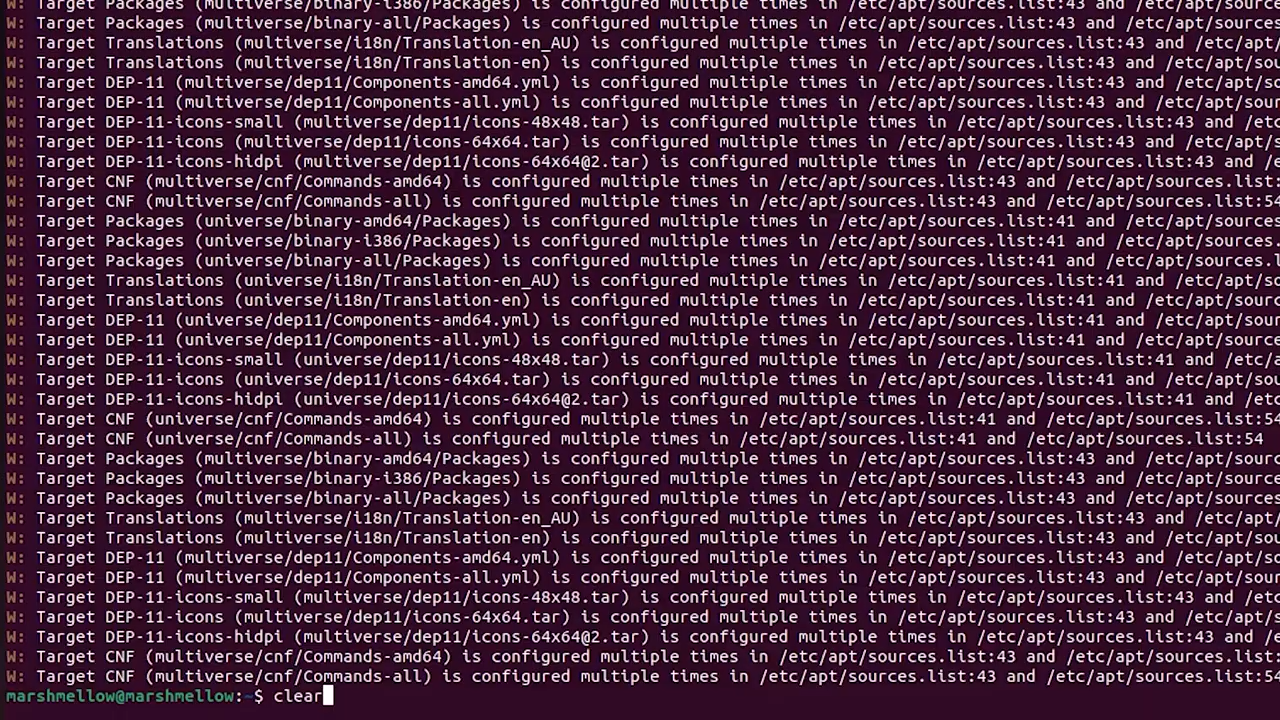 W: Target Packages (multiverse/binary-i386/Packages) is configured multiple times in /etc/apt/sources.list:43 and /etc/apt/sources
W: Target Packages (multiverse/binary-all/Packages) is configured multiple times in /etc/apt/sources.list:43 and /etc/apt/sources.
W: Target Translations (multiverse/i18n/Translation-en_AU) is configured multiple times in /etc/apt/sources.list:43 and /etc/apt
W: Target Translations (multiverse/i18n/Translation-en) is configured multiple times in /etc/apt/sources.list:43 and /etc/apt/so
W: Target DEP-11 (multiverse/dep11/Components-amd64.yml) is configured multiple times in /etc/apt/sources.list:43 and /etc/apt/s
W: Target DEP-11 (multiverse/dep11/Components-all.yml) is configured multiple times in /etc/apt/sources.list:43 and /etc/apt/sou
W: Target DEP-11-icons-small (multiverse/dep11/icons-48x48.tar) is configured multiple times in /etc/apt/sources.list:43 and /et
W: Target DEP-11-icons (multiverse/dep11/icons-64x64.tar) is configured multiple times in /etc/apt/sources.list:43 and /etc/apt/
W: Target DEP-11-icons-hidpi (multiverse/dep11/icons-64x64@2.tar) is configured multiple times in /etc/apt/sources.list:43 and /e
W: Target CNF (multiverse/cnf/Commands-amd64) is configured multiple times in /etc/apt/sources.list:43 and /etc/apt/sources.list:
W: Target CNF (multiverse/cnf/Commands-all) is configured multiple times in /etc/apt/sources.list:43 and /etc/apt/sources.list:54
W: Target Packages (universe/binary-amd64/Packages) is configured multiple times in /etc/apt/sources.list:41 and /etc/apt/source
W: Target Packages (universe/binary-i386/Packages) is configured multiple times in /etc/apt/sources.list:41 and /etc/apt/sources
W: Target Packages (universe/binary-all/Packages) is configured multiple times in /etc/apt/sources.list:41 and /etc/apt/sources.
W: Target Translations (universe/i18n/Translation-en_AU) is configured multiple times in /etc/apt/sources.list:41 and /etc/apt/s
W: Target Translations (universe/i18n/Translation-en) is configured multiple times in /etc/apt/sources.list:41 and /etc/apt/sour
W: Target DEP-11 (universe/dep11/Components-amd64.yml) is configured multiple times in /etc/apt/sources.list:41 and /etc/apt/sou
W: Target DEP-11 (universe/dep11/Components-all.yml) is configured multiple times in /etc/apt/sources.list:41 and /etc/apt/sourc
W: Target DEP-11-icons-small (universe/dep11/icons-48x48.tar) is configured multiple times in /etc/apt/sources.list:41 and /etc/
W: Target DEP-11-icons (universe/dep11/icons-64x64.tar) is configured multiple times in /etc/apt/sources.list:41 and /etc/apt/so
W: Target DEP-11-icons-hidpi (universe/dep11/icons-64x64@2.tar) is configured multiple times in /etc/apt/sources.list:41 and /etc
W: Target CNF (universe/cnf/Commands-amd64) is configured multiple times in /etc/apt/sources.list:41 and /etc/apt/sources.list:54
W: Target CNF (universe/cnf/Commands-all) is configured multiple times in /etc/apt/sources.list:41 and /etc/apt/sources.list:54
W: Target Packages (multiverse/binary-amd64/Packages) is configured multiple times in /etc/apt/sources.list:43 and /etc/apt/sour
W: Target Packages (multiverse/binary-i386/Packages) is configured multiple times in /etc/apt/sources.list:43 and /etc/apt/sourc
W: Target Packages (multiverse/binary-all/Packages) is configured multiple times in /etc/apt/sources.list:43 and /etc/apt/source
W: Target Translations (multiverse/i18n/Translation-en_AU) is configured multiple times in /etc/apt/sources.list:43 and /etc/apt
W: Target Translations (multiverse/i18n/Translation-en) is configured multiple times in /etc/apt/sources.list:43 and /etc/apt/so
W: Target DEP-11 (multiverse/dep11/Components-amd64.yml) is configured multiple times in /etc/apt/sources.list:43 and /etc/apt/s
W: Target DEP-11 (multiverse/dep11/Components-all.yml) is configured multiple times in /etc/apt/sources.list:43 and /etc/apt/sou
W: Target DEP-11-icons-small (multiverse/dep11/icons-48x48.tar) is configured multiple times in /etc/apt/sources.list:43 and /et
W: Target DEP-11-icons (multiverse/dep11/icons-64x64.tar) is configured multiple times in /etc/apt/sources.list:43 and /etc/apt/
W: Target DEP-11-icons-hidpi (multiverse/dep11/icons-64x64@2.tar) is configured multiple times in /etc/apt/sources.list:43 and /e
W: Target CNF (multiverse/cnf/Commands-amd64) is configured multiple times in /etc/apt/sources.list:43 and /etc/apt/sources.list:
W: Target CNF (multiverse/cnf/Commands-all) is configured multiple times in /etc/apt/sources.list:43 and /etc/apt/sources.list:54
marshmellow@marshmellow:~$ clear